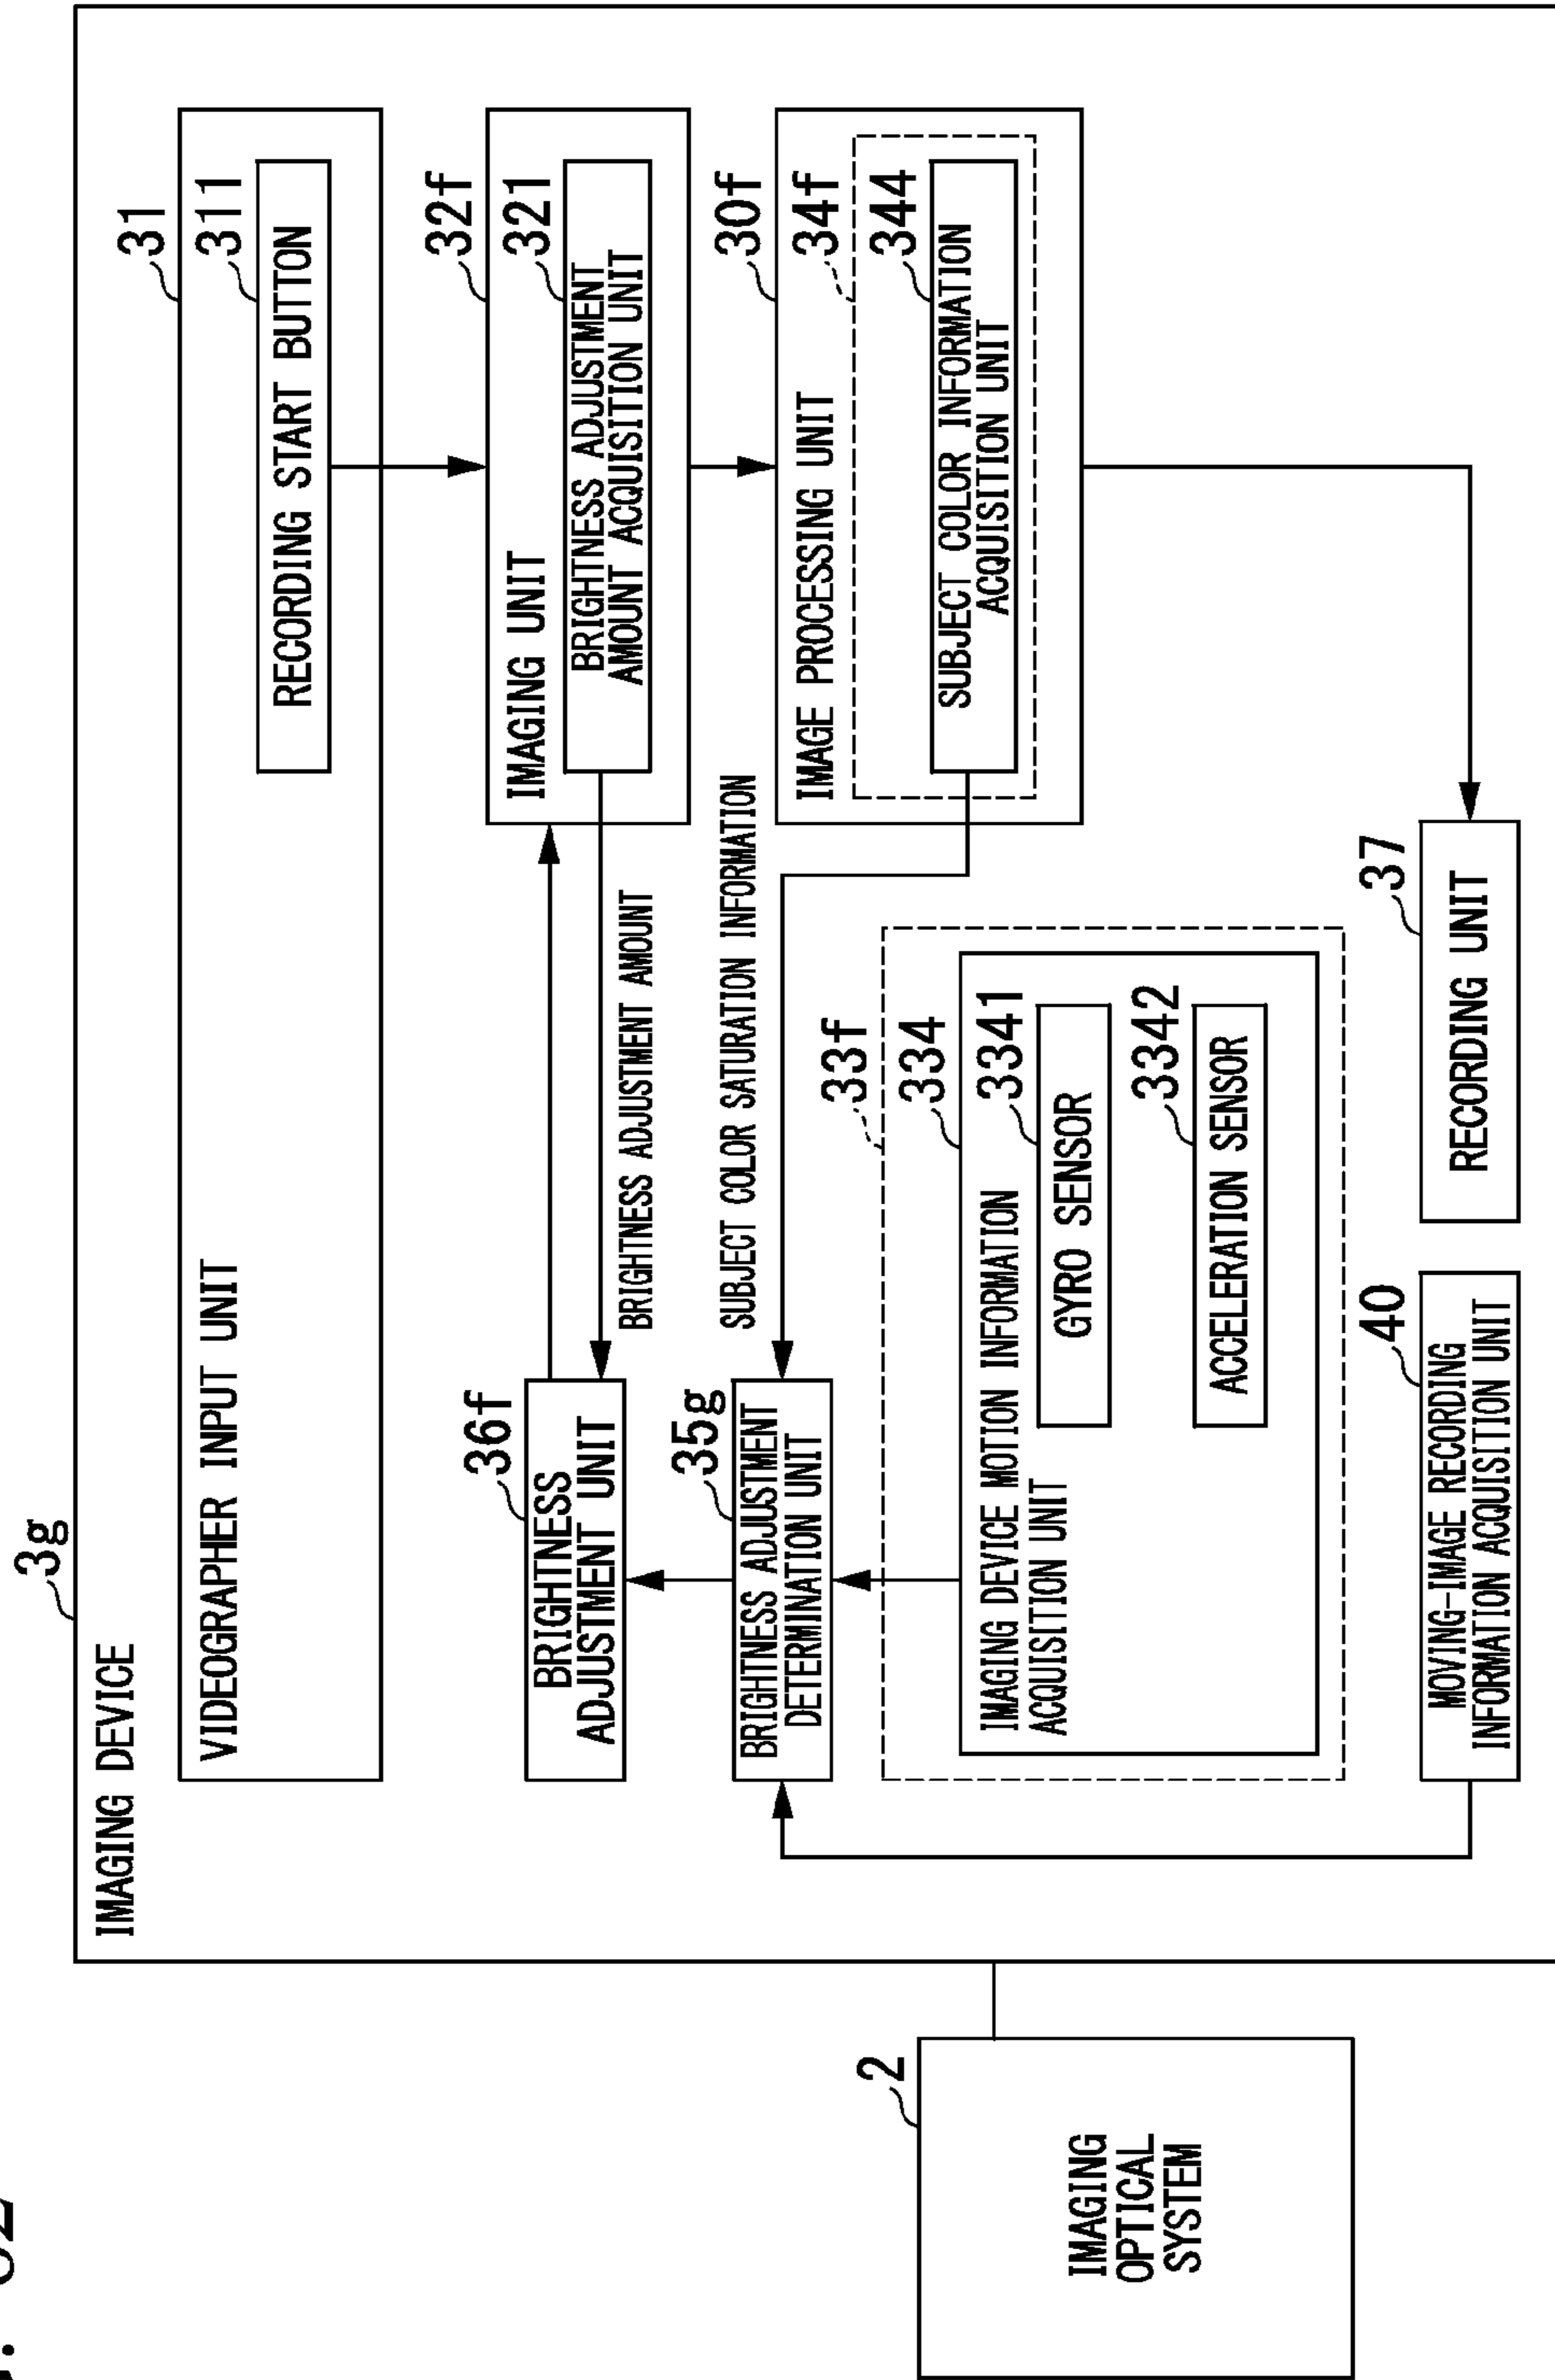 3g
IMAGING DEVICE
31
VIDEOGRAPHER INPUT UNIT
311
RECORDING START BUTTON
32f
IMAGING UNIT
321
BRIGHTNESS ADJUSTMENT
AMOUNT ACQUISITION UNIT
36f
BRIGHTNESS
ADJUSTMENT UNIT
BRIGHTNESS ADJUSTMENT AMOUNT
35g
BRIGHTNESS ADJUSTMENT
DETERMINATION UNIT
SUBJECT COLOR SATURATION INFORMATION
30f
IMAGE PROCESSING UNIT
34f
344
SUBJECT COLOR INFORMATION
ACQUISITION UNIT
33f
334
IMAGING DEVICE MOTION INFORMATION
ACQUISITION UNIT
3341
GYRO SENSOR
3342
ACCELERATION SENSOR
2
IMAGING
OPTICAL
SYSTEM
40
MOVING-IMAGE RECORDING
INFORMATION ACQUISITION UNIT
37
RECORDING UNIT